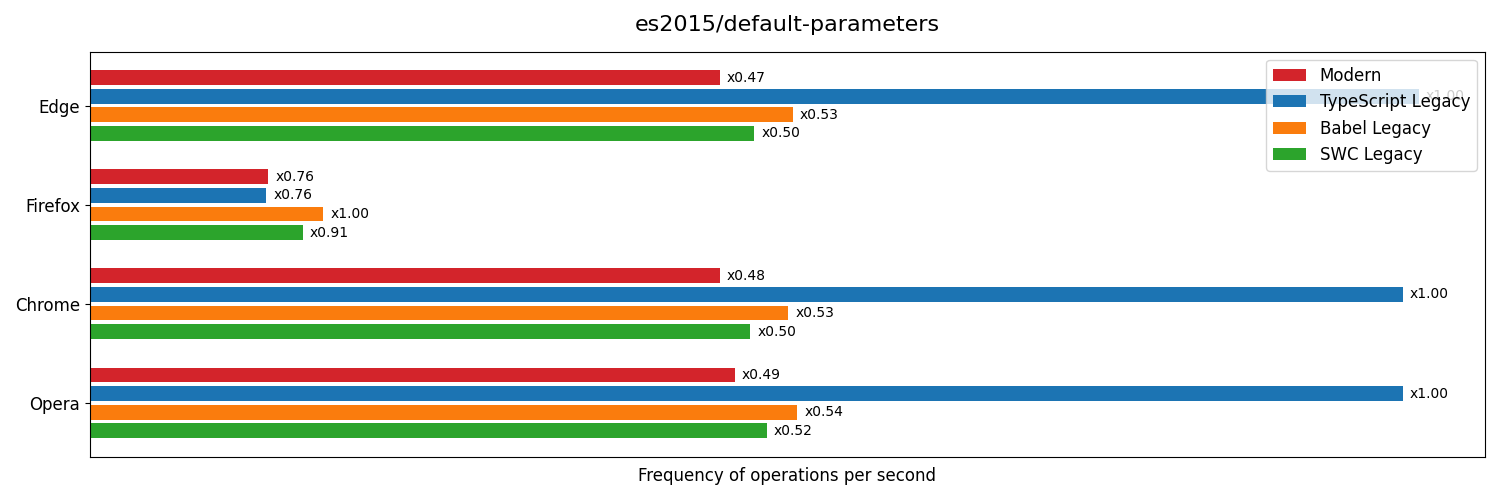 es2015/default-parameters
Edge
Firefox
Chrome
Opera
x0.47
x1.00
x0.53
x0.50
x0.76
x0.76
x1.00
x0.91
x0.48
x1.00
x0.53
x0.50
x0.49
x1.00
x0.54
x0.52
Modern
TypeScript Legacy
Babel Legacy
SWC Legacy
Frequency of operations per second